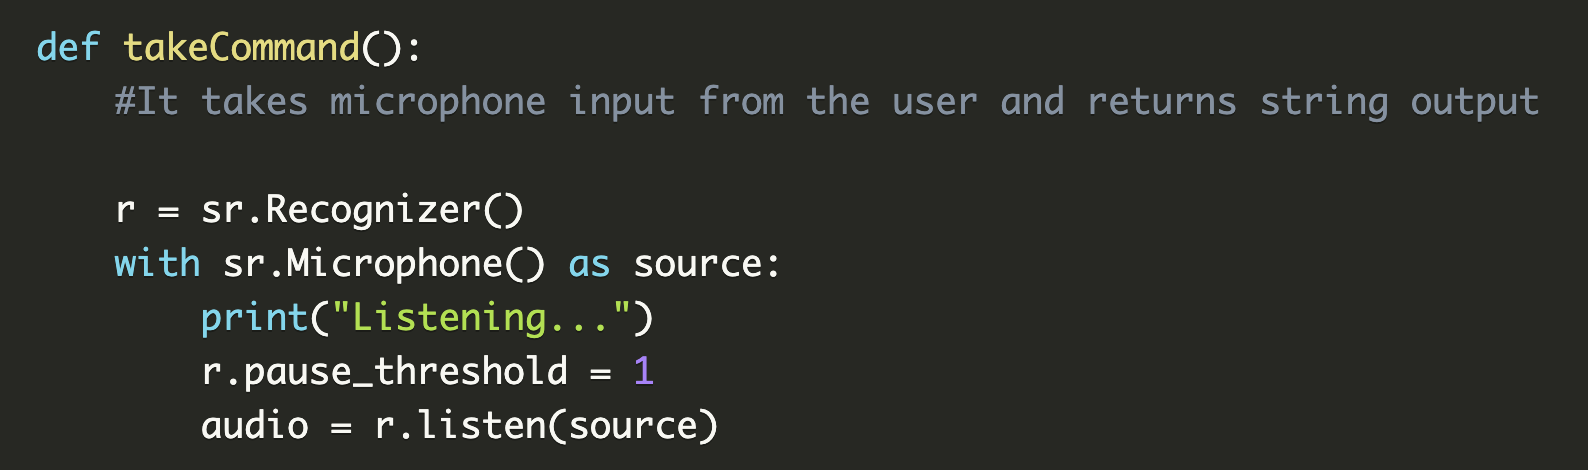 def takeCommand():
    #It takes microphone input from the user and returns string output

    r = sr.Recognizer()
    with sr.Microphone() as source:
        print("Listening...")
        r.pause_threshold = 1
        audio = r.listen(source)